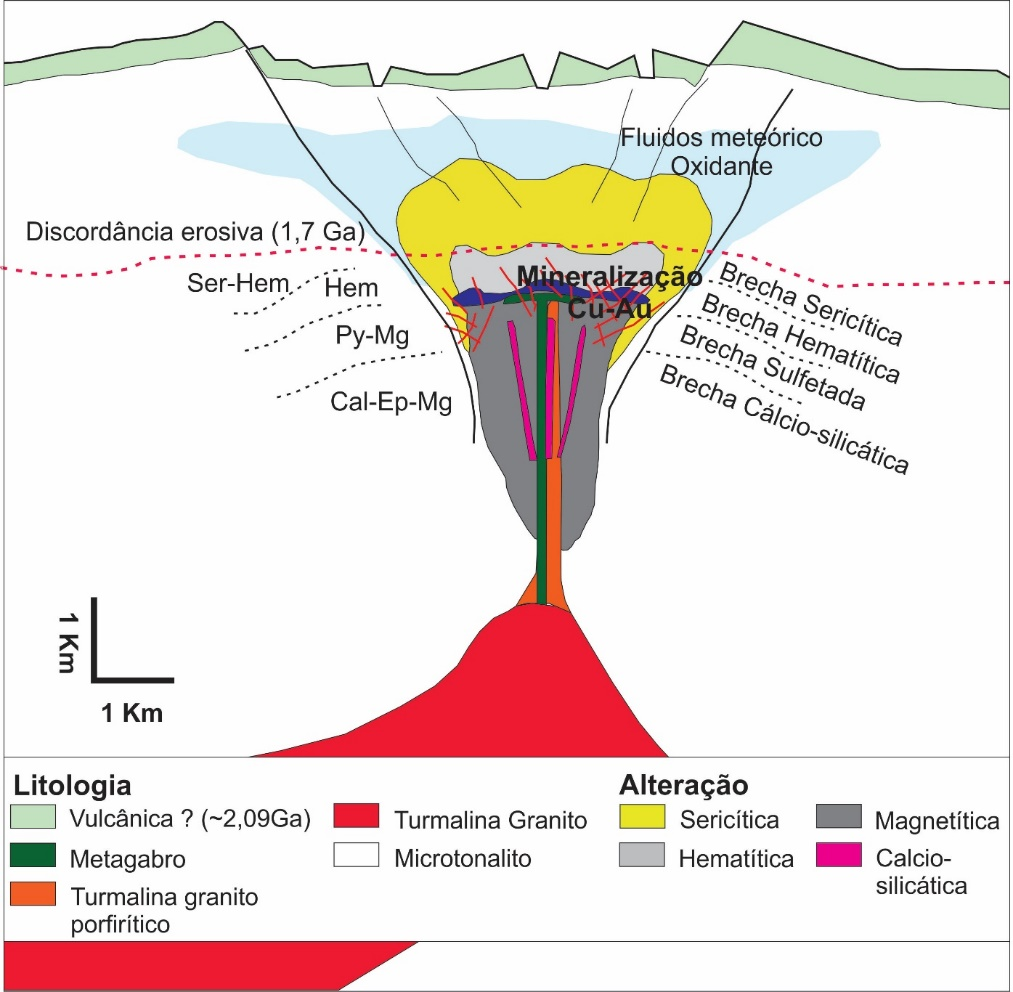 Fluidos meteórico
Oxidante
Discordância erosiva (1,7 Ga)
Ser-Hem
Hem
Py-Mg
Cal-Ep-Mg
Mineralização
Cu-Au
Brecha Sericítica
Brecha Hematítica
Brecha Sulfetada
Brecha Cálcio-silicática
1 Km
1 Km
Litologia
Vulcânica ? (~2,09Ga)
Metagabro
Turmalina granito
porfirítico
Turmalina Granito
Microtonalito
Alteração
Sericítica
Hematítica
Magnetítica
Calcio-
silicática